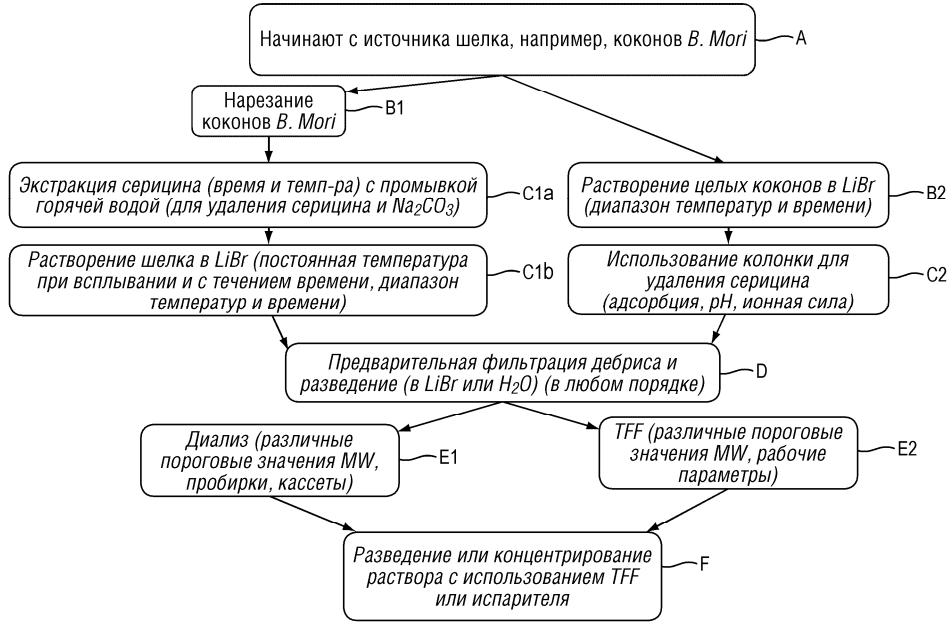 Начинают с источника шелка, например, коконов B. Mori
A
Нарезание
коконов B. Mori
B1
Экстракция серицина (время и темп-ра) с промывкой
горячей водой (для удаления серицина и Na₂CO₃)
C1a
Растворение целых коконов в LiBr
(диапазон температур и времени)
B2
Растворение шелка в LiBr (постоянная температура
при всплывании и с течением времени, диапазон
температур и времени)
C1b
Использование колонки для
удаления серицина
(адсорбция, pH, ионная сила)
C2
Предварительная фильтрация дебриса и
разведение (в LiBr или H₂O) (в любом порядке)
D
Диализ (различные
пороговые значения MW,
пробирки, кассеты)
E1
TFF (различные пороговые
значения MW, рабочие
параметры)
E2
Разведение или концентрирование
раствора с использованием TFF
или испарителя
F